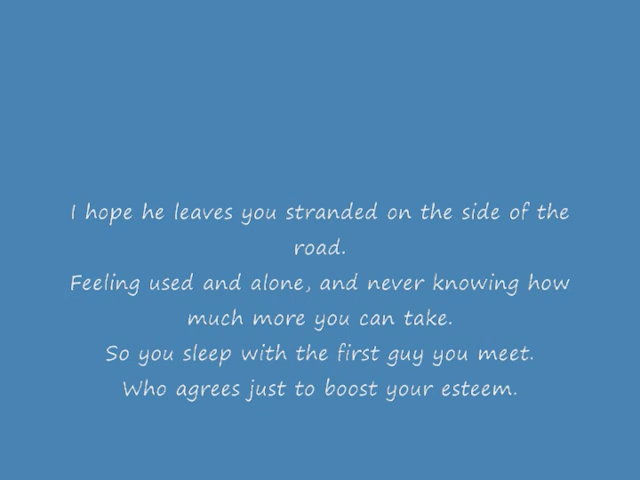 I hope he leaves you stranded on the side of the
road.
Feeling used and alone, and never knowing how
much more you can take.
So you sleep with the first guy you meet.
Who agrees just to boost your esteem.